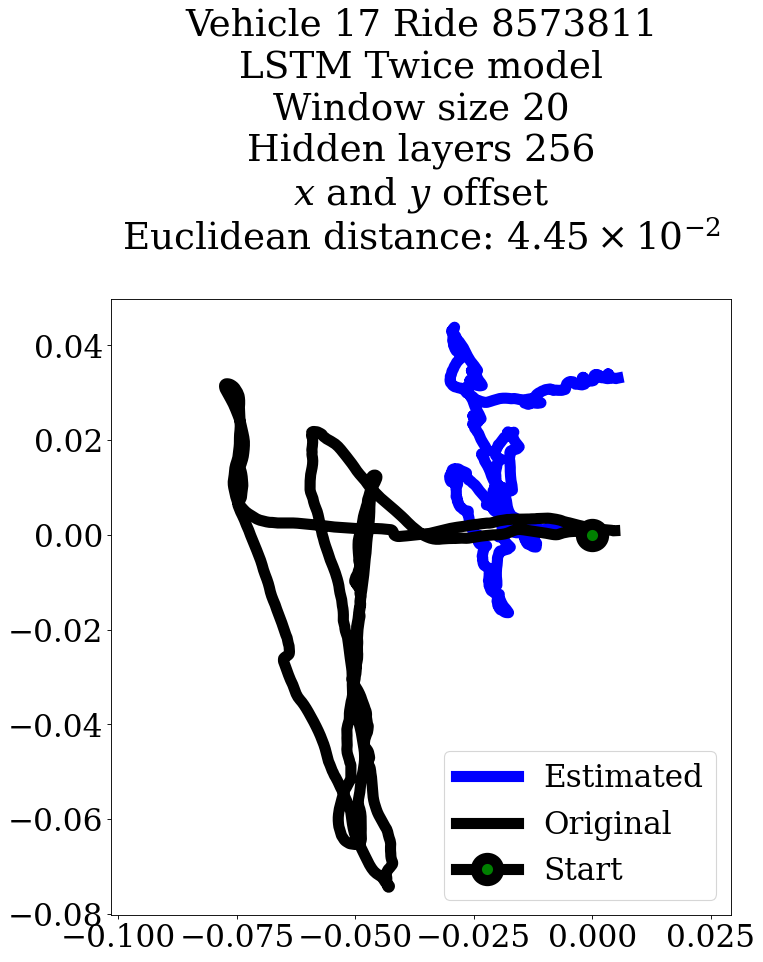 Vehicle 17 Ride 8573811
LSTM Twice model
Window size 20
Hidden layers 256
x and y offset
Euclidean distance: 4.45 × 10⁻²
0.04
0.02
0.00
−0.02
−0.04
−0.06
−0.08
−0.100 −0.075 −0.050 −0.025 0.000 0.025
Estimated
Original
Start